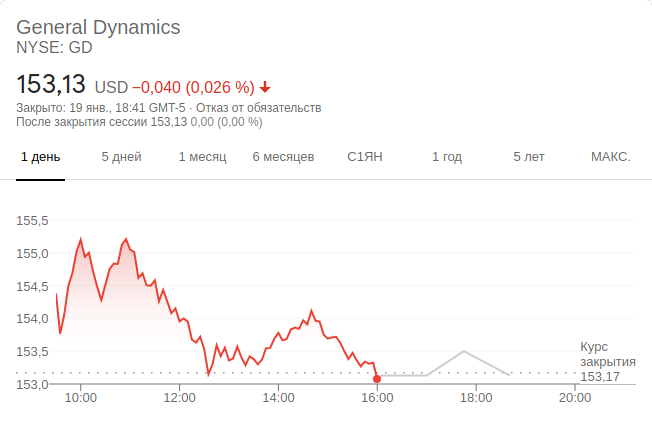 General Dynamics
NYSE: GD
153,13 USD −0,040 (0,026 %)
Закрыто: 19 янв., 18:41 GMT-5 · Отказ от обязательств
После закрытия сессии 153,13 0,00 (0,00 %)
1 день 5 дней 1 месяц 6 месяцев С1ЯН 1 год 5 лет МАКС.
155,5
155,0
154,5
154,0
153,5
153,0
Курс
закрытия
153,17
10:00 12:00 14:00 16:00 18:00 20:00